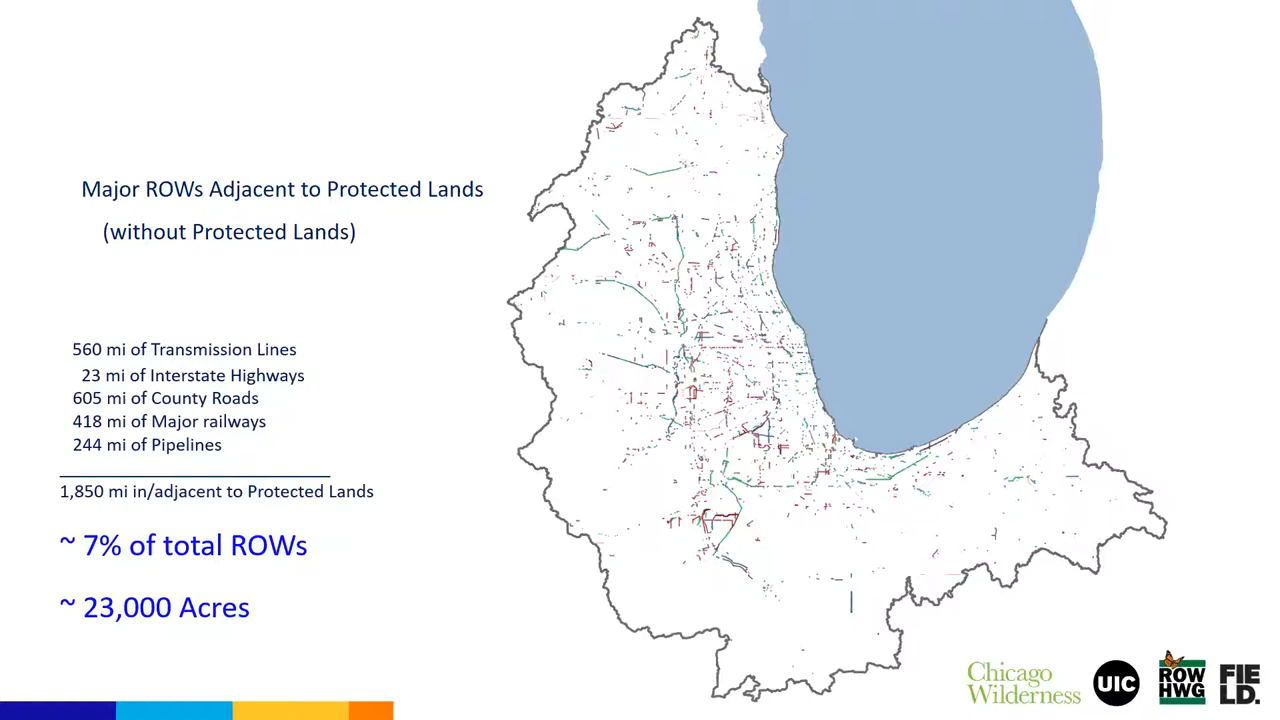 Major ROWs Adjacent to Protected Lands
(without Protected Lands)
560 mi of Transmission Lines
23 mi of Interstate Highways
605 mi of County Roads
418 mi of Major railways
244 mi of Pipelines
1,850 mi in/adjacent to Protected Lands
~ 7% of total ROWs
~ 23,000 Acres
Chicago
Wilderness
UIC
ROW
HWG
FIE
LD.